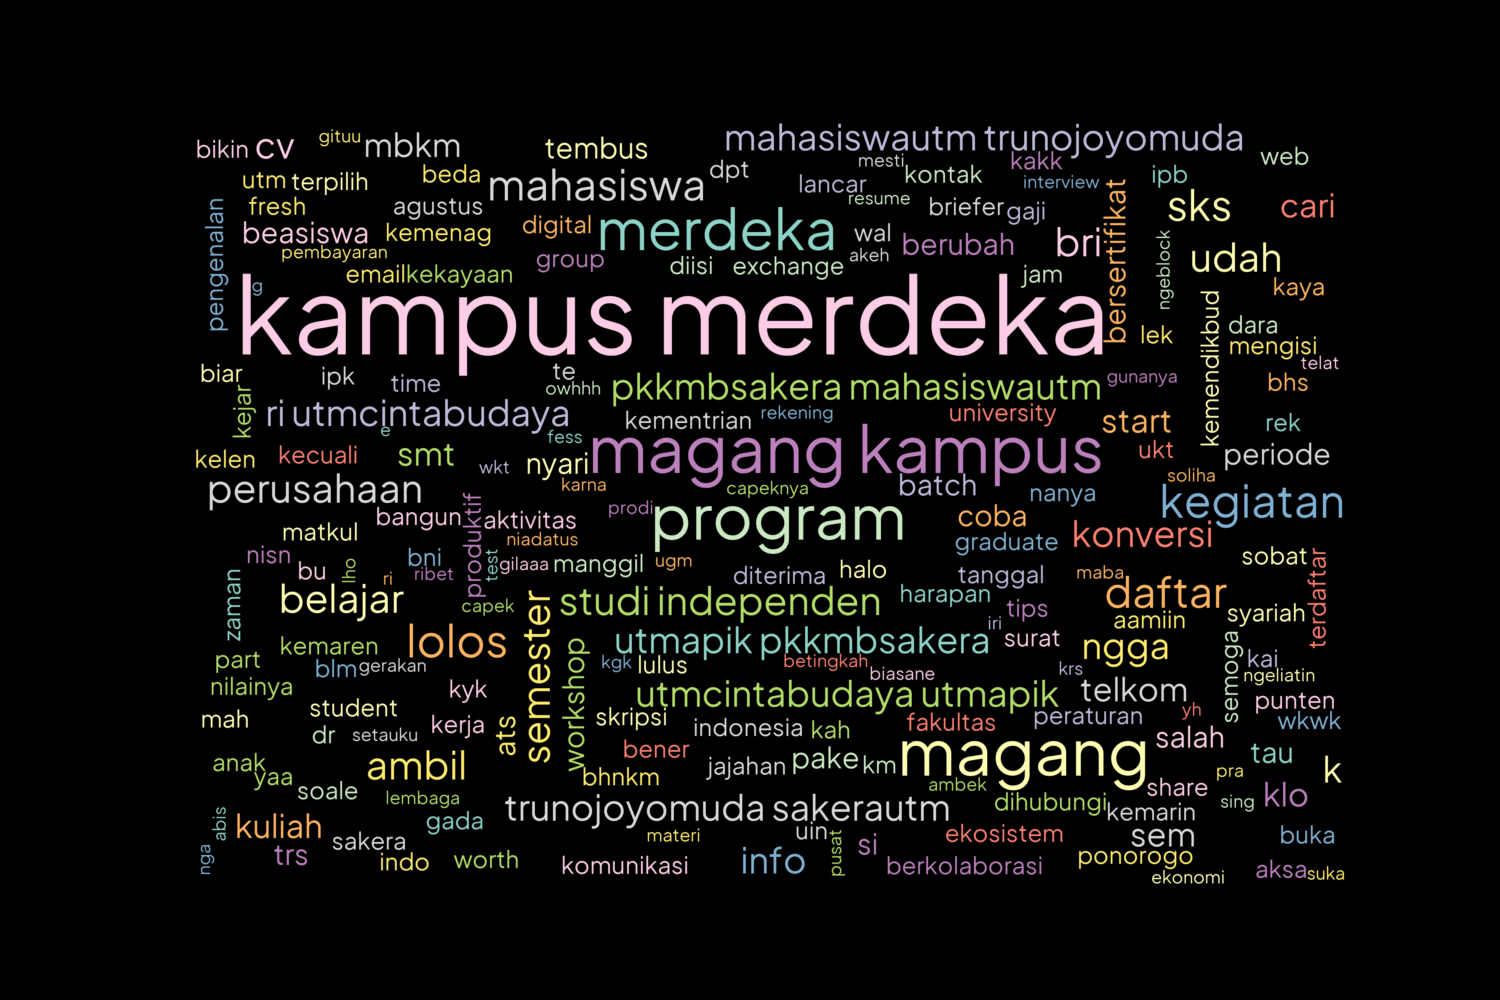 mahasiswautm trunojoyomuda
bikin
cv
gituu
mbkm
tembus
web
utm
terpilih
beda
mahasiswa
dpt
mesti
kakk
lancar
kontak
interview
ipb
fresh
agustus
resume
briefer
gaji
sks
cari
pengenalan
beasiswa
kemenag
digital
merdeka
wal
berubah
bri
bersertifikat
ngeblock
udah
pembayaran
group
akeh
email
kekayaan
diisi
exchange
jam
kaya
g
kampus merdeka
lek
kemendikbud
dara
mengisi
telat
biar
ipk
time
te
owhhh
pkkmbsakera mahasiswautm
gunanya
bhs
kejar
ri utmcintabudaya
kementrian
rekening
university
start
rek
e
fess
magang kampus
ukt
periode
kelen
kecuali
smt
wkt
nyari
karna
capeknya
batch
nanya
soliha
perusahaan
kegiatan
produktif
prodi
program
coba
matkul
bangun
aktivitas
niadatus
graduate
konversi
nisn
bni
test
gilaaa
manggil
ugm
sobat
bu
lho
ri
ribet
diterima
halo
tanggal
maba
terdaftar
zaman
belajar
capek
semester
studi independen
harapan
tips
daftar
syariah
aamiin
kemaren
lolos
utmapik pkkmbsakera
iri
surat
ngga
semoga
part
blm
gerakan
workshop
kgk
lulus
betingkah
biasane
krs
kai
ngeliatin
nilainya
kyk
utmcintabudaya utmapik
telkom
punten
mah
student
kerja
ats
skripsi
indonesia
kah
fakultas
peraturan
yh
wkwk
dr
setauku
bener
magang
salah
tau
anak
yaa
ambil
bhnkm
jajahan
pake
km
pra
k
soale
lembaga
ambek
share
klo
trunojoyomuda sakerautm
dihubungi
kemarin
sing
abis
kuliah
gada
materi
uin
pusat
ekosistem
sem
buka
nga
trs
sakera
indo
worth
komunikasi
info
si
berkolaborasi
ponorogo
ekonomi
aksa
suka